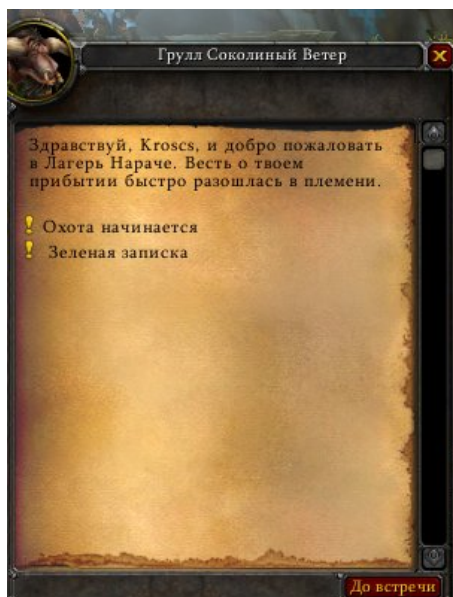 Грулл Соколиный Ветер
Здравствуй, Kroscs, и добро пожаловать
в Лагерь Нараче. Весть о твоем
прибытии быстро разошлась в племени.
Охота начинается
Зеленая записка
До встречи